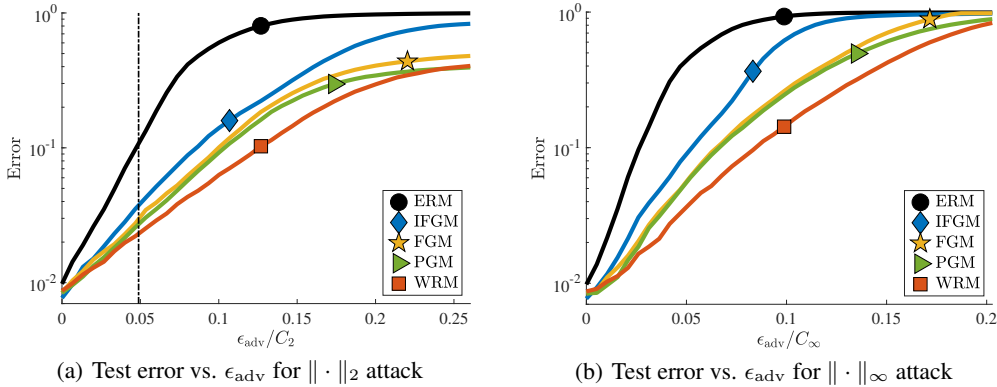 10^0
10^-1
10^-2
Error
0
0.05
0.1
0.15
0.2
0.25
ϵ_adv/C_2
ERM
IFGM
FGM
PGM
WRM
(a) Test error vs. ϵ_adv for ∥ · ∥_2 attack
10^0
10^-1
10^-2
Error
0
0.05
0.1
0.15
0.2
ϵ_adv/C_∞
ERM
IFGM
FGM
PGM
WRM
(b) Test error vs. ϵ_adv for ∥ · ∥_∞ attack